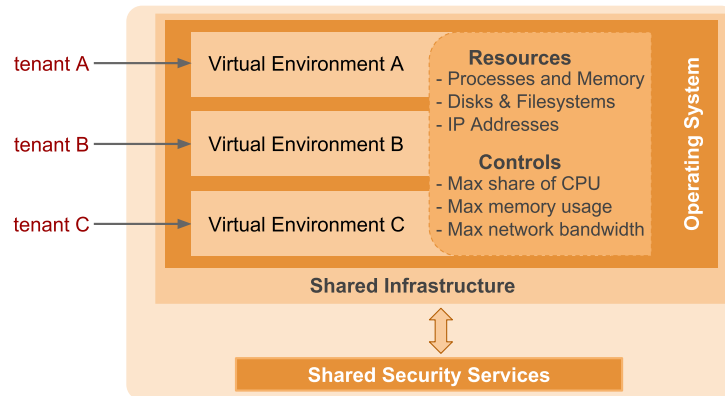 tenant A
Virtual Environment A
tenant B
Virtual Environment B
tenant C
Virtual Environment C
Resources
- Processes and Memory
- Disks & Filesystems
- IP Addresses
Controls
- Max share of CPU
- Max memory usage
- Max network bandwidth
Operating System
Shared Infrastructure
Shared Security Services